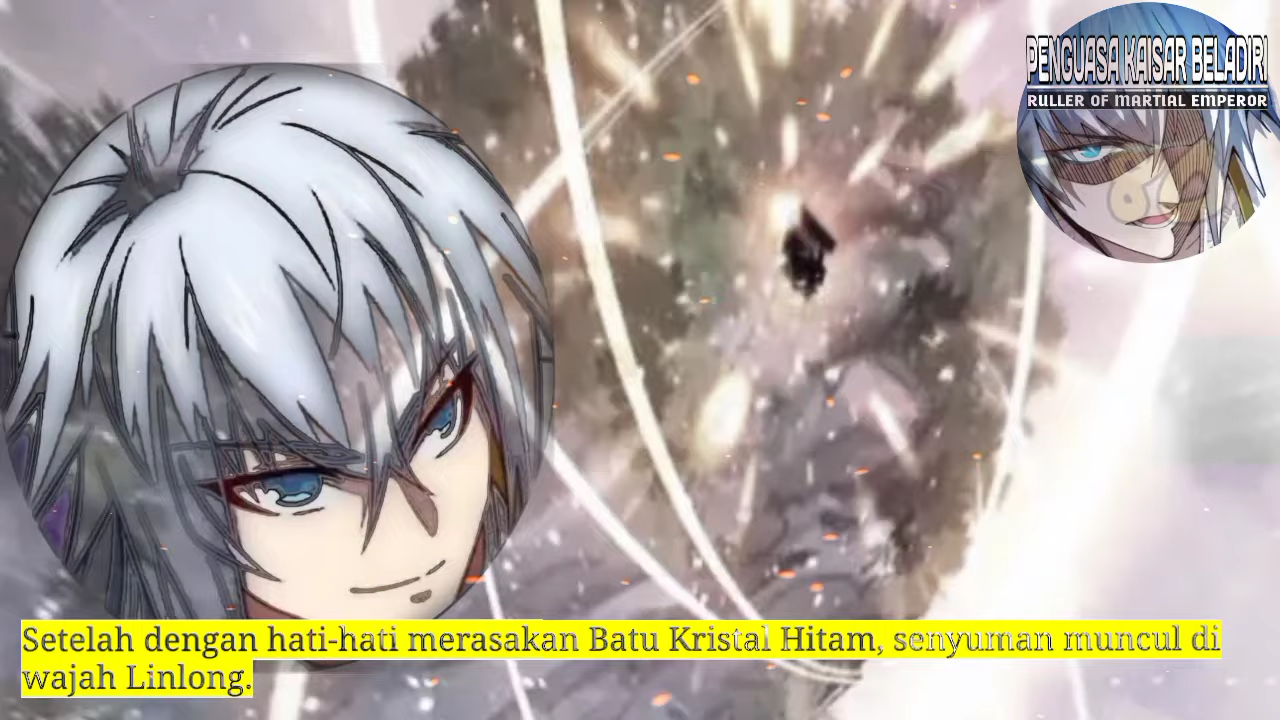 PENGUASA KAISAR BELADIRI
RULLER OF MARTIAL EMPEROR
Setelah dengan hati-hati merasakan Batu Kristal Hitam, senyuman muncul di
wajah Linlong.